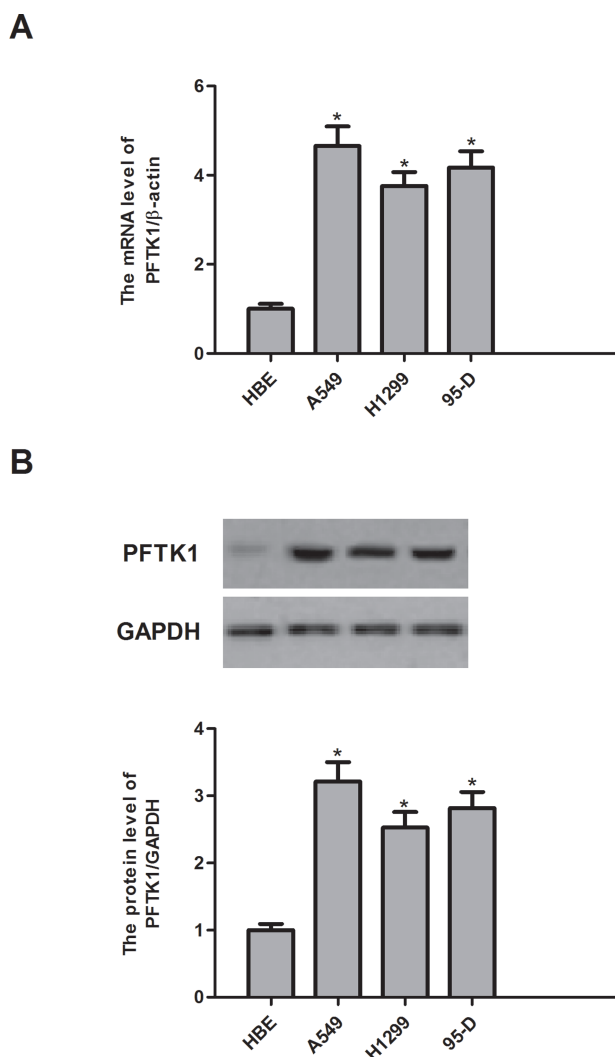 A
The mRNA level of
PFTK1/β-actin
6
4
2
0
*
*
*
HBE
A549
H1299
95-D
B
PFTK1
GAPDH
The protein level of
PFTK1/GAPDH
4
3
2
1
0
*
*
*
HBE
A549
H1299
95-D